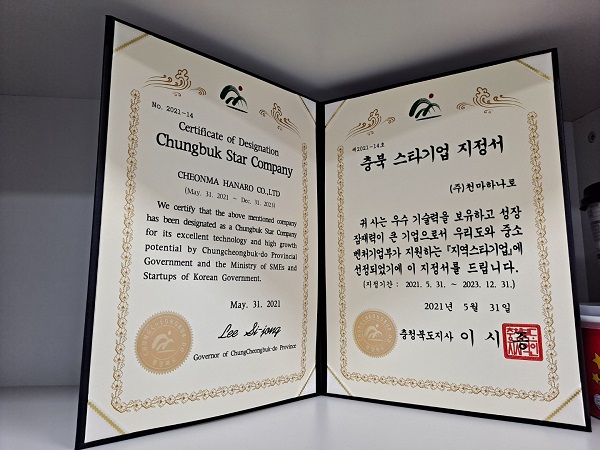 No. 2021-14
Certificate of Designation
Chungbuk Star Company
CHEONMA HANARO CO.,LTD
(May. 31. 2021 ~ Dec. 31. 2023)
We certify that the above mentioned company
has been designated as a Chungbuk Star Company
for its excellent technology and high growth
potential by Chungcheongbuk-do Provincial
Government and the Ministry of SMEs and
Startups of Korean Government.
May. 31. 2021
Lee Si-jong
Governor of ChungCheongbuk-do Province
제2021-14호
충북 스타기업 지정서
(주)천마하나로
귀 사는 우수 기술력을 보유하고 성장
잠재력이 큰 기업으로서 우리도와 중소
벤처기업부가 지원하는 「지역스타기업」에
선정되었기에 이 지정서를 드립니다.
(지정기간 : 2021. 5. 31. ~ 2023. 12. 31.)
2021년 5월 31일
충청북도지사 이 시 종